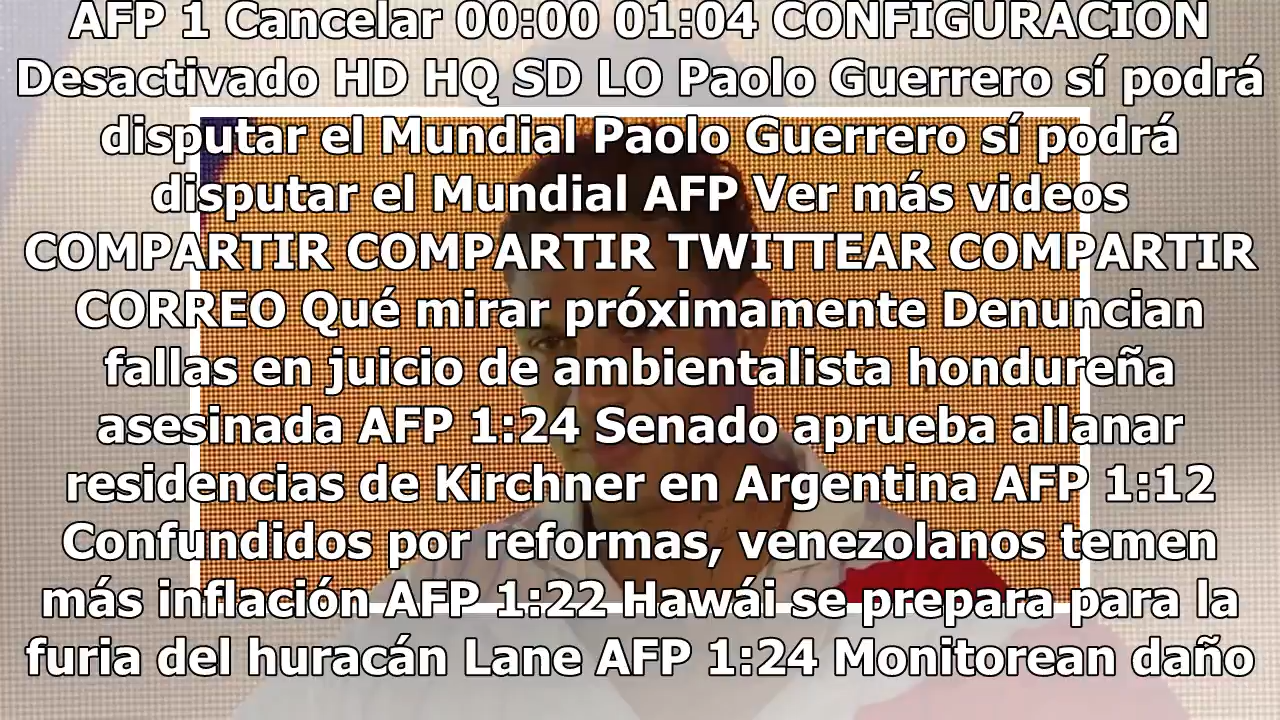 AFP 1 Cancelar 00:00 01:04 CONFIGURACIÓN
Desactivado HD HQ SD LO Paolo Guerrero sí podrá
disputar el Mundial Paolo Guerrero sí podrá
disputar el Mundial AFP Ver más videos
COMPARTIR COMPARTIR TWITTEAR COMPARTIR
CORREO Qué mirar próximamente Denuncian
fallas en juicio de ambientalista hondureña
asesinada AFP 1:24 Senado aprueba allanar
residencias de Kirchner en Argentina AFP 1:12
Confundidos por reformas, venezolanos temen
más inflación AFP 1:22 Hawái se prepara para la
furia del huracán Lane AFP 1:24 Monitorean daño